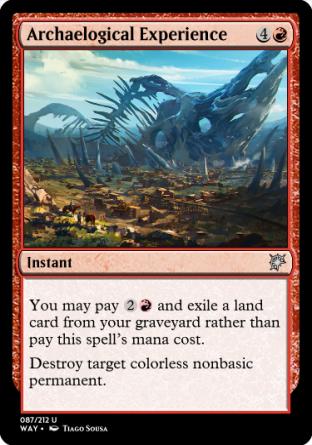 Archaelogical Experience 4
Instant
You may pay 2 and exile a land
card from your graveyard rather than
pay this spell's mana cost.
Destroy target colorless nonbasic
permanent.
087/212 U
WAY • Tiago Sousa